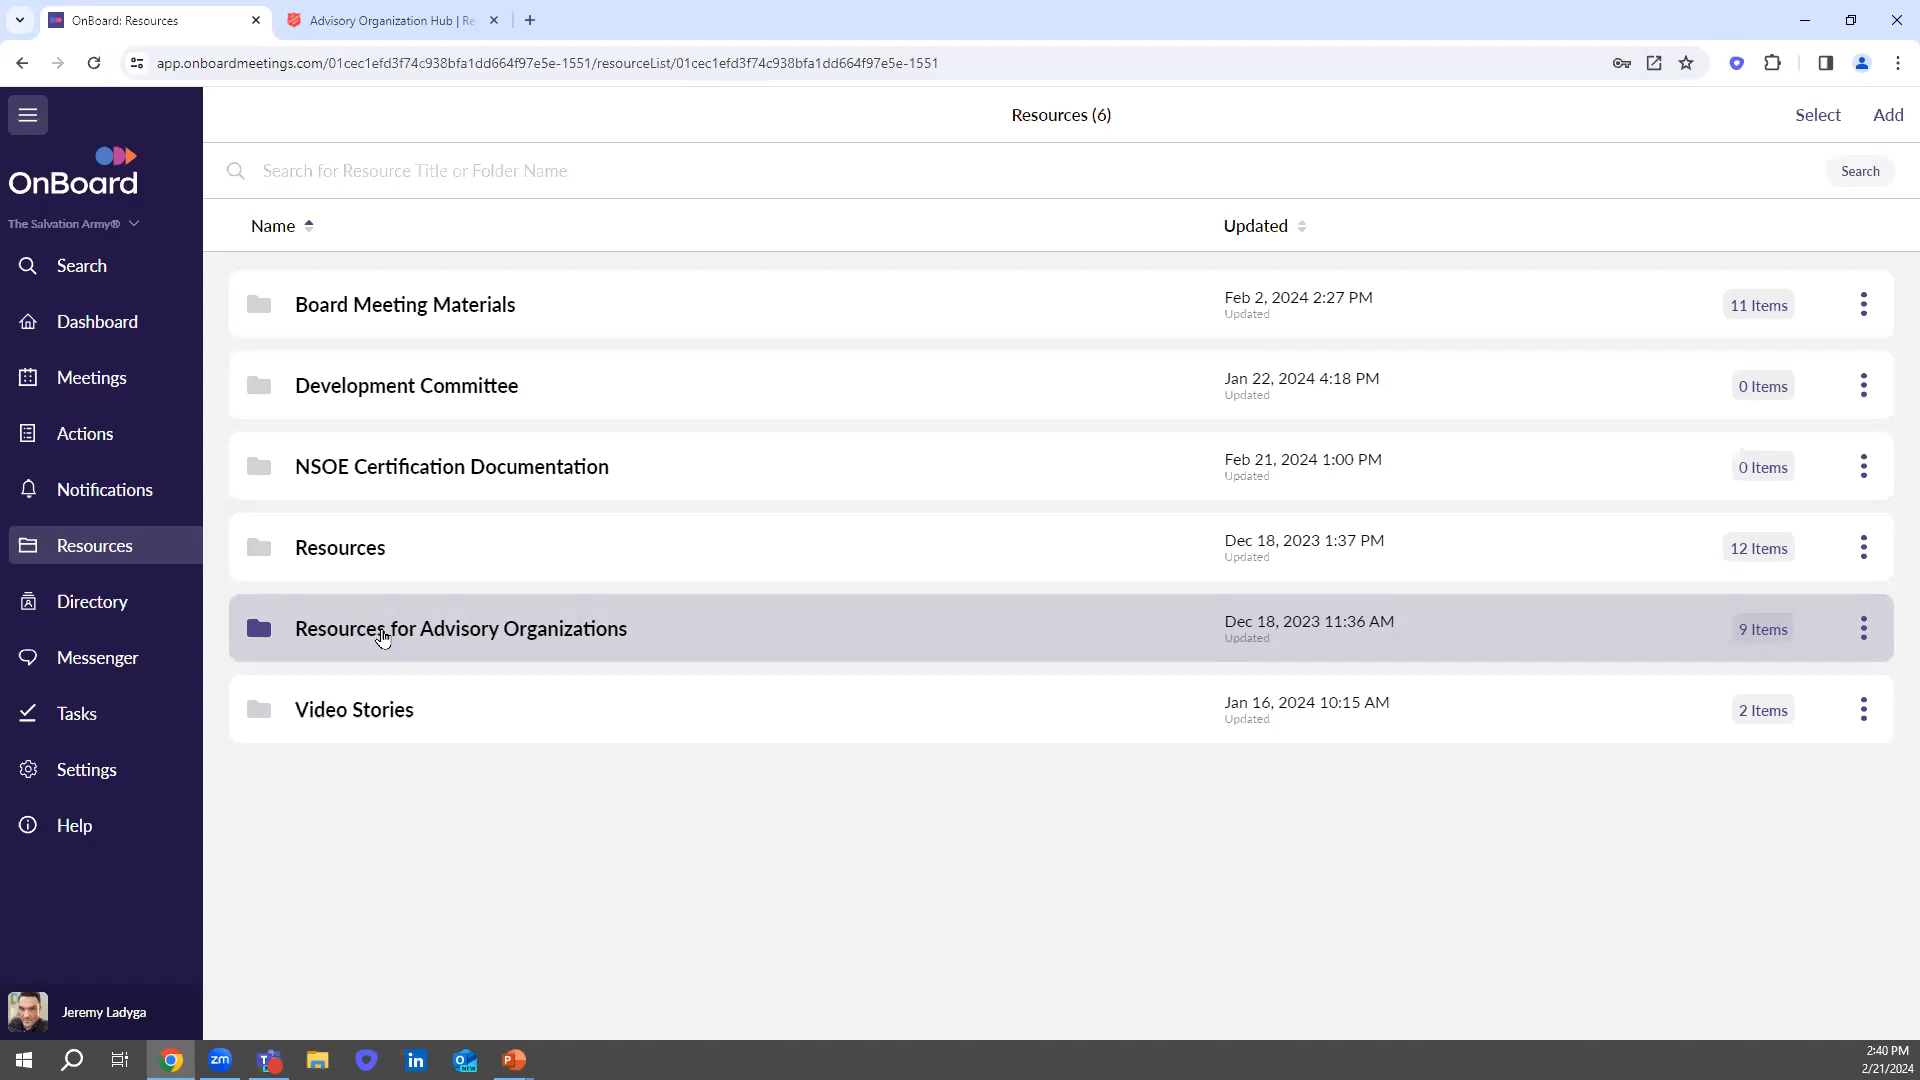 OnBoard: Resources
Advisory Organization Hub | Re
app.onboardmeetings.com/01cec1efd3f74c938bfa1dd664f97e5e-1551/resourceList/01cec1efd3f74c938bfa1dd664f97e5e-1551
Resources (6)
Select
Add
OnBoard
The Salvation Army®
Search for Resource Title or Folder Name
Search
Name
Updated
Search
Dashboard
Meetings
Actions
Notifications
Resources
Directory
Messenger
Tasks
Settings
Help
Jeremy Ladyga
Board Meeting Materials
Feb 2, 2024 2:27 PM
Updated
11 Items
Development Committee
Jan 22, 2024 4:18 PM
Updated
0 Items
NSOE Certification Documentation
Feb 21, 2024 1:00 PM
Updated
0 Items
Resources
Dec 18, 2023 1:37 PM
Updated
12 Items
Resources for Advisory Organizations
Dec 18, 2023 11:36 AM
Updated
9 Items
Video Stories
Jan 16, 2024 10:15 AM
Updated
2 Items
zm
T
in
O
NEW
P
2:40 PM
2/21/2024